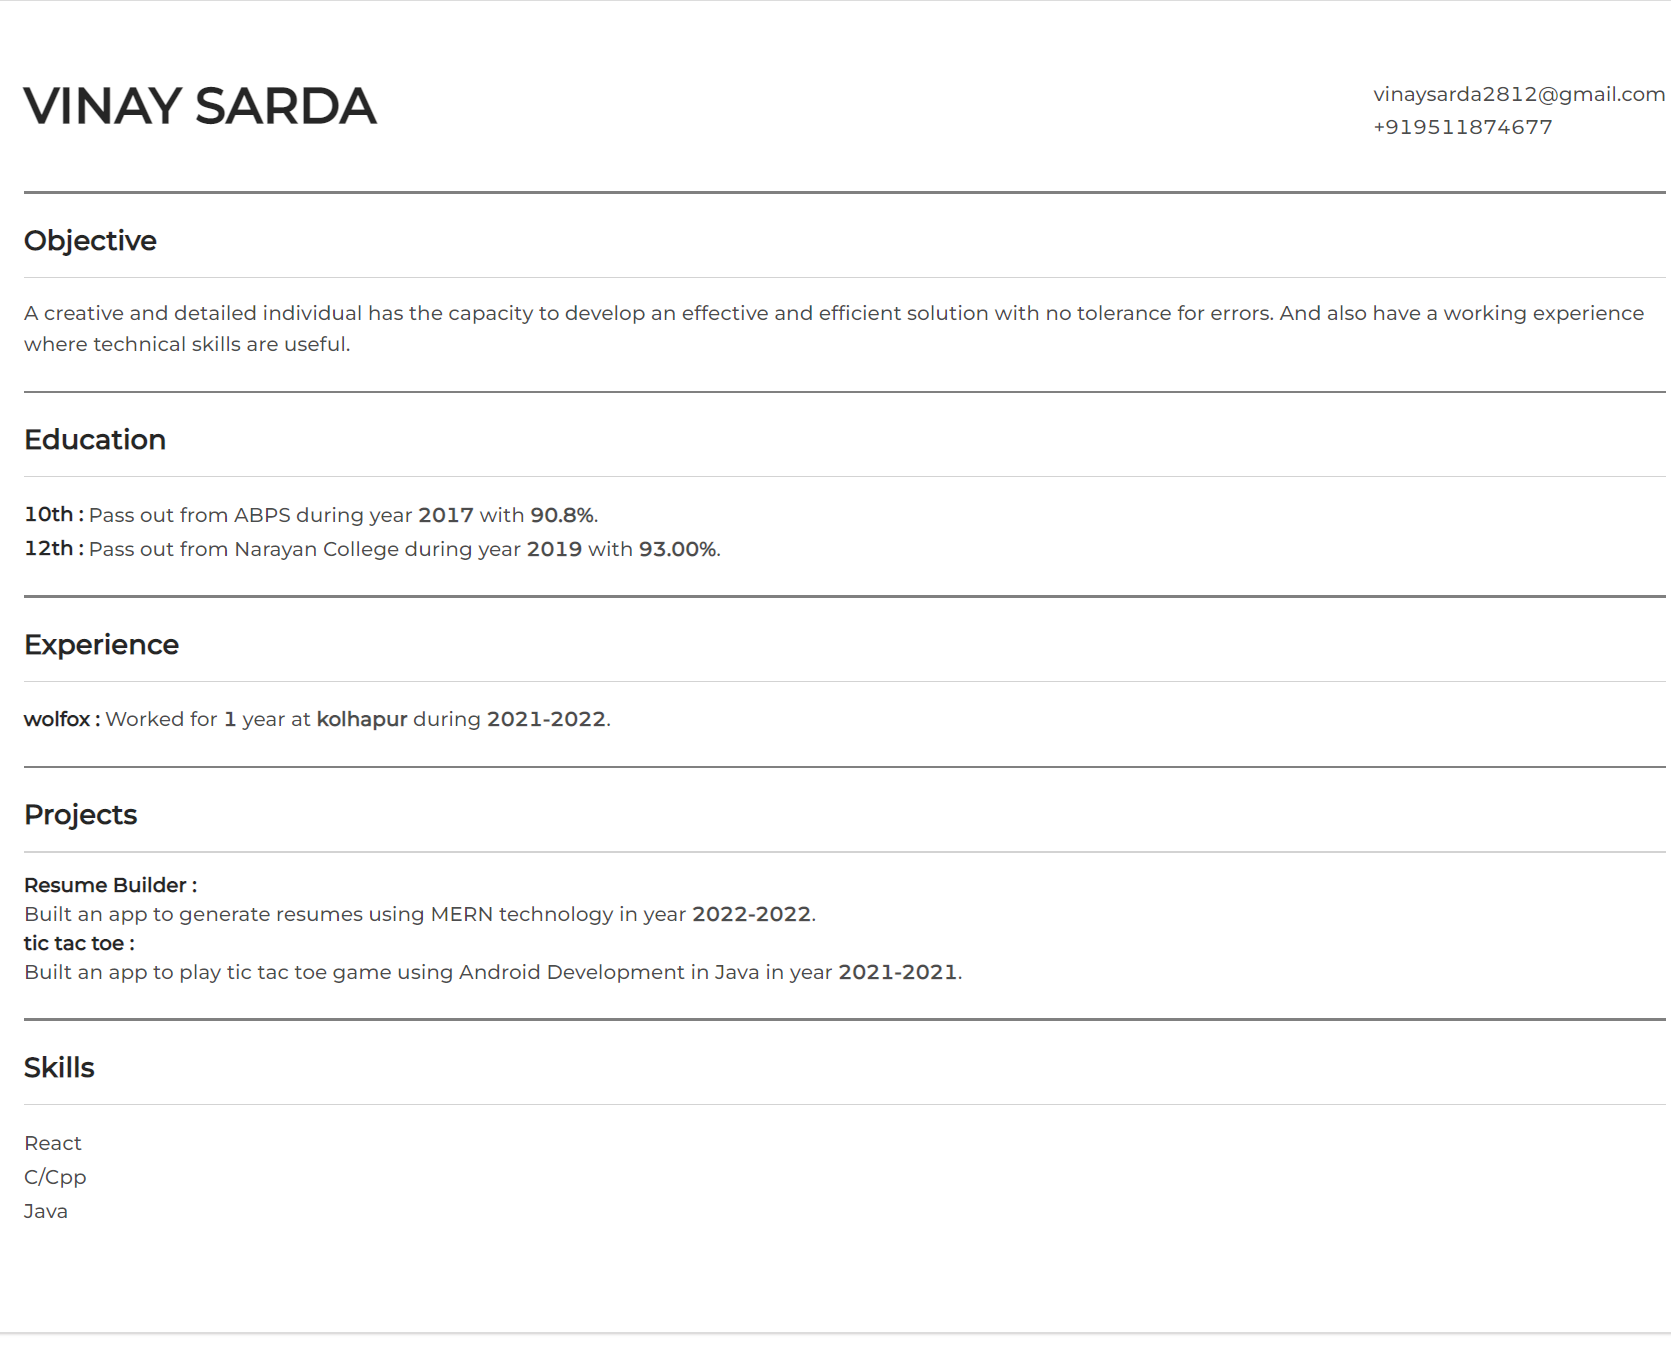 VINAY SARDA
vinaysarda2812@gmail.com
+919511874677
Objective
A creative and detailed individual has the capacity to develop an effective and efficient solution with no tolerance for errors. And also have a working experience
where technical skills are useful.
Education
10th : Pass out from ABPS during year 2017 with 90.8%.
12th : Pass out from Narayan College during year 2019 with 93.00%.
Experience
wolfox : Worked for 1 year at kolhapur during 2021-2022.
Projects
Resume Builder :
Built an app to generate resumes using MERN technology in year 2022-2022.
tic tac toe :
Built an app to play tic tac toe game using Android Development in Java in year 2021-2021.
Skills
React
C/Cpp
Java